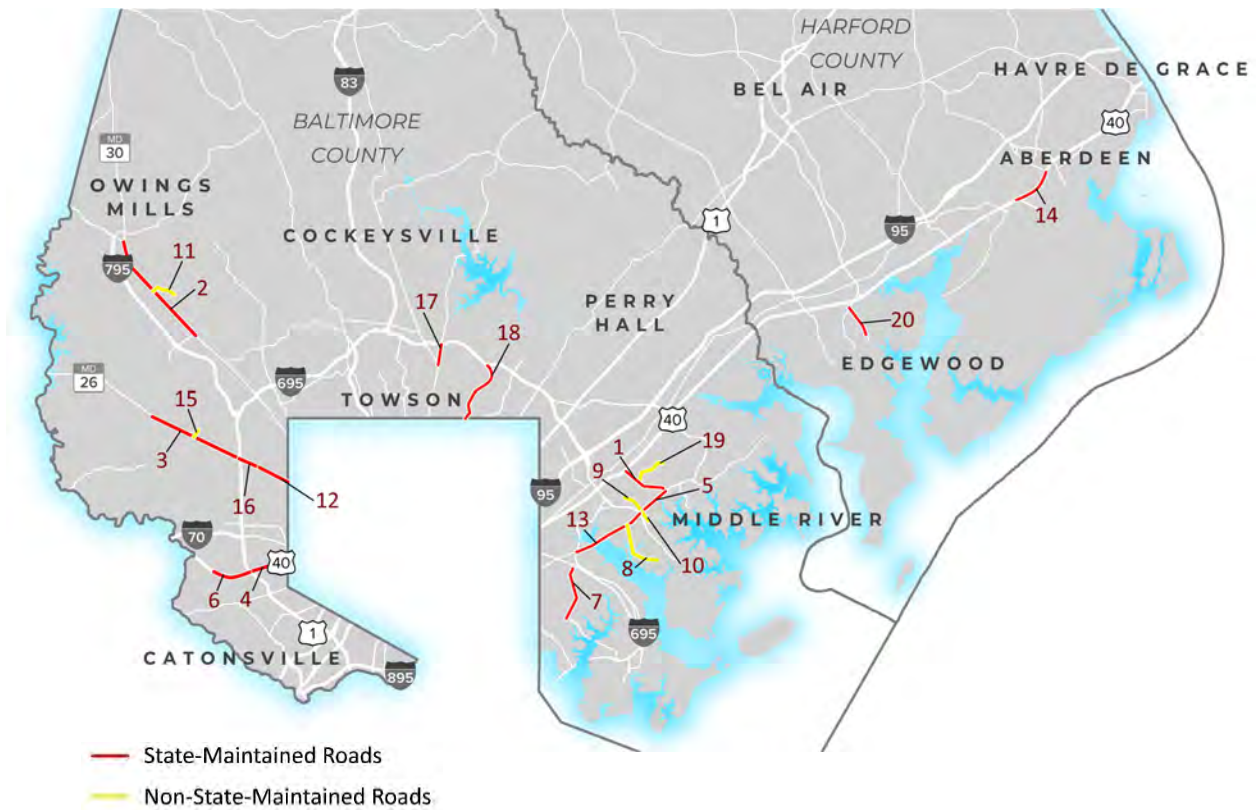 HARFORD
COUNTY
HAVRE DE GRACE
83
BEL AIR
BALTIMORE
COUNTY
40
MD
30
ABERDEEN
OWINGS
MILLS
14
1
95
COCKEYSVILLE
11
795
2
PERRY
HALL
17
20
18
EDGEWOOD
MD
26
695
TOWSON
15
40
1
19
3
9
5
16
12
95
13
MIDDLE RIVER
70
40
8
10
6
4
7
1
695
CATONSVILLE
895
State-Maintained Roads
Non-State-Maintained Roads